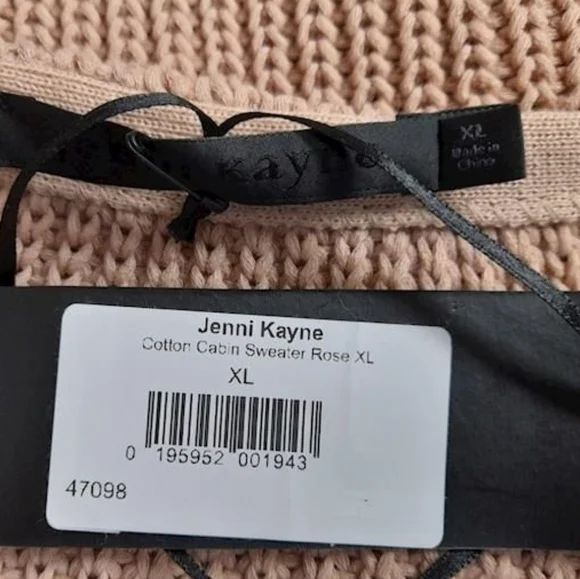 kayne
XL
Made in
China
Jenni Kayne
Cotton Cabin Sweater Rose XL
XL
0 195952 001943
47098